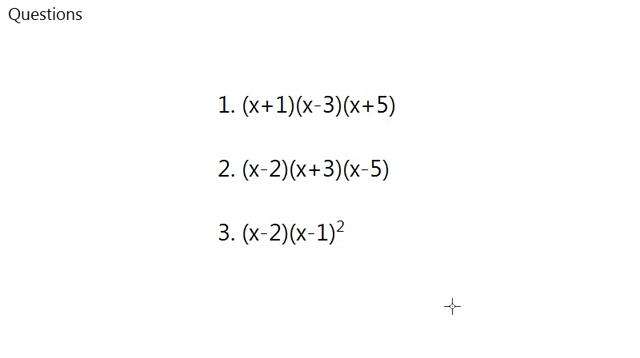 Questions
1. (x+1)(x-3)(x+5)
2. (x-2)(x+3)(x-5)
3. (x-2)(x-1)²